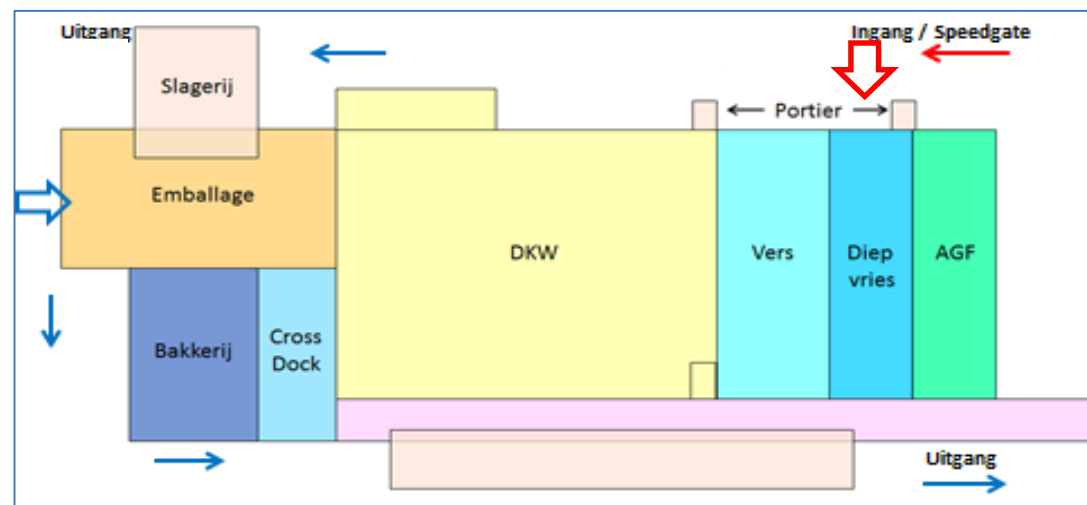 Uitgang
Ingang / Speedgate
Slagerij
Portier
Emballage
DKW
Vers
Diep
vries
AGF
Bakkerij
Cross
Dock
Uitgang